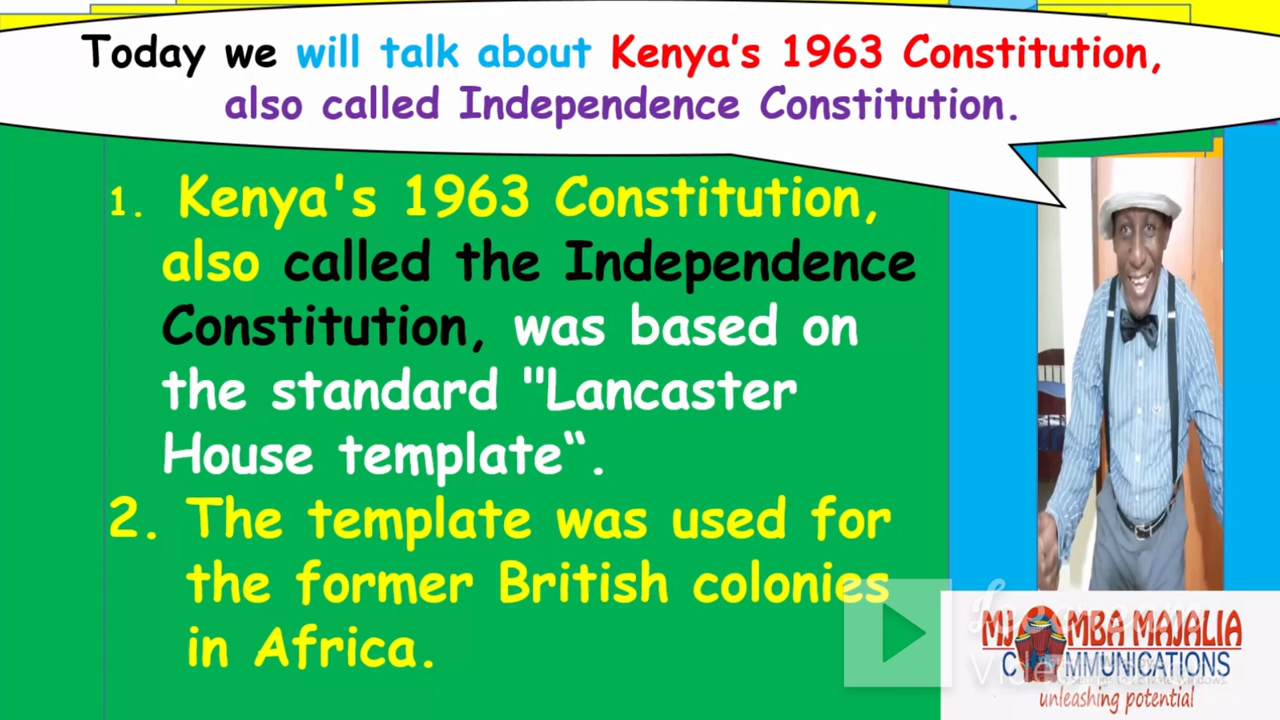 Today we will talk about Kenya’s 1963 Constitution,
also called Independence Constitution.
1. Kenya's 1963 Constitution,
also called the Independence
Constitution, was based on
the standard "Lancaster
House template“.
2. The template was used for
the former British colonies
in Africa.
MJOMBA MAJALIA
COMMUNICATIONS
unleashing potential